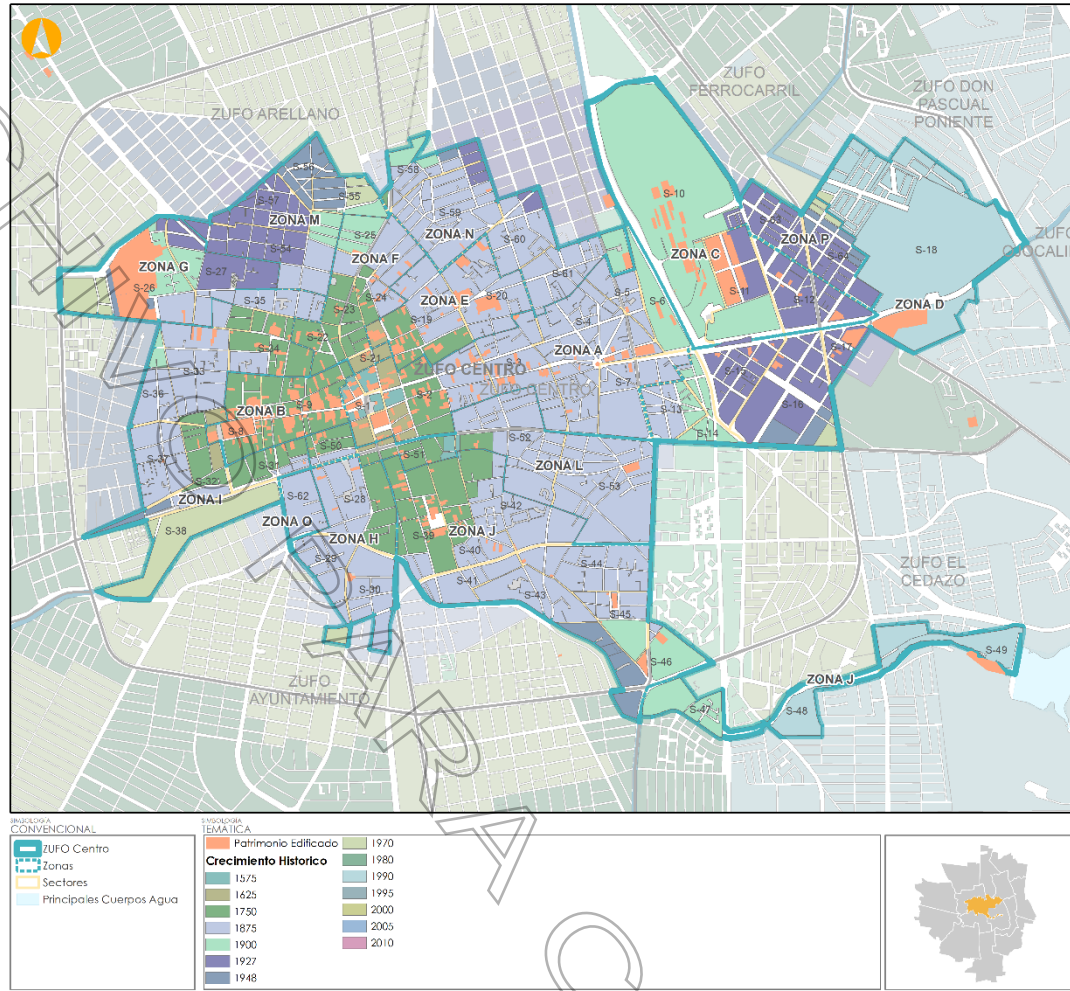 ZUFO
FERROCARRIL
ZUFO DON
PASCUAL
PONIENTE
ZUFO ARELLANO
S-56
S-58
S-55
S-57
S-59
S-10
ZONA M
S-25
ZONA N
S-60
S-63
ZONA P
S-18
S-54
ZONA C
S-64
ZONA G
S-27
ZONA F
S-61
S-26
S-24
S-5
S-11
S-12
ZONA D
S-35
S-23
ZONA E
S-20
S-6
S-19
S-4
S-22
S-17
S-34
S-21
ZONA A
S-3
S-33
ZUFO CENTRO
S-15
S-7
ZUFO CENTRO
S-36
S-2
ZONA B
S-9
S-1
S-13
S-16
S-8
S-14
S-50
S-52
S-37
S-31
S-51
ZONA L
S-32
S-53
ZONA I
S-62
S-28
S-42
S-38
ZONA O
S-39
ZONA J
ZONA H
S-40
S-29
S-44
ZUFO EL
CEDAZO
S-41
S-30
S-43
S-45
S-46
S-49
ZUFO
AYUNTAMIENTO
ZONA J
S-47
S-48
SIMBOLOGÍA
CONVENCIONAL
ZUFO Centro
Zonas
Sectores
Principales Cuerpos Agua
SIMBOLOGÍA
TEMÁTICA
Patrimonio Edificado
Crecimiento Historico
1575
1625
1750
1875
1900
1927
1948
1970
1980
1990
1995
2000
2005
2010